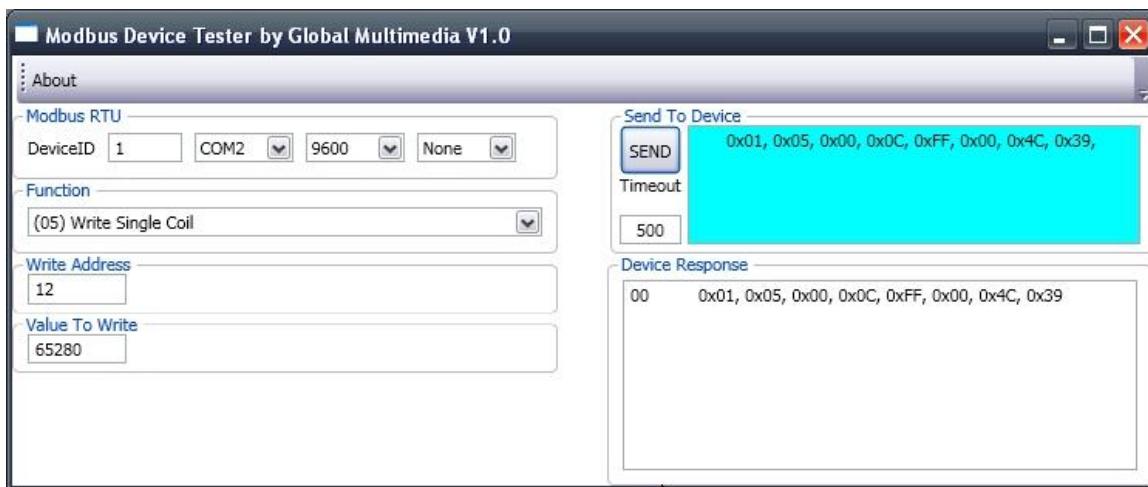 Modbus Device Tester by Global Multimedia V1.0
About
Modbus RTU
DeviceID 1 COM2 9600 None
Function
(05) Write Single Coil
Write Address
12
Value To Write
65280
Send To Device
SEND 0x01, 0x05, 0x00, 0x0C, 0xFF, 0x00, 0x4C, 0x39,
Timeout
500
Device Response
00 0x01, 0x05, 0x00, 0x0C, 0xFF, 0x00, 0x4C, 0x39